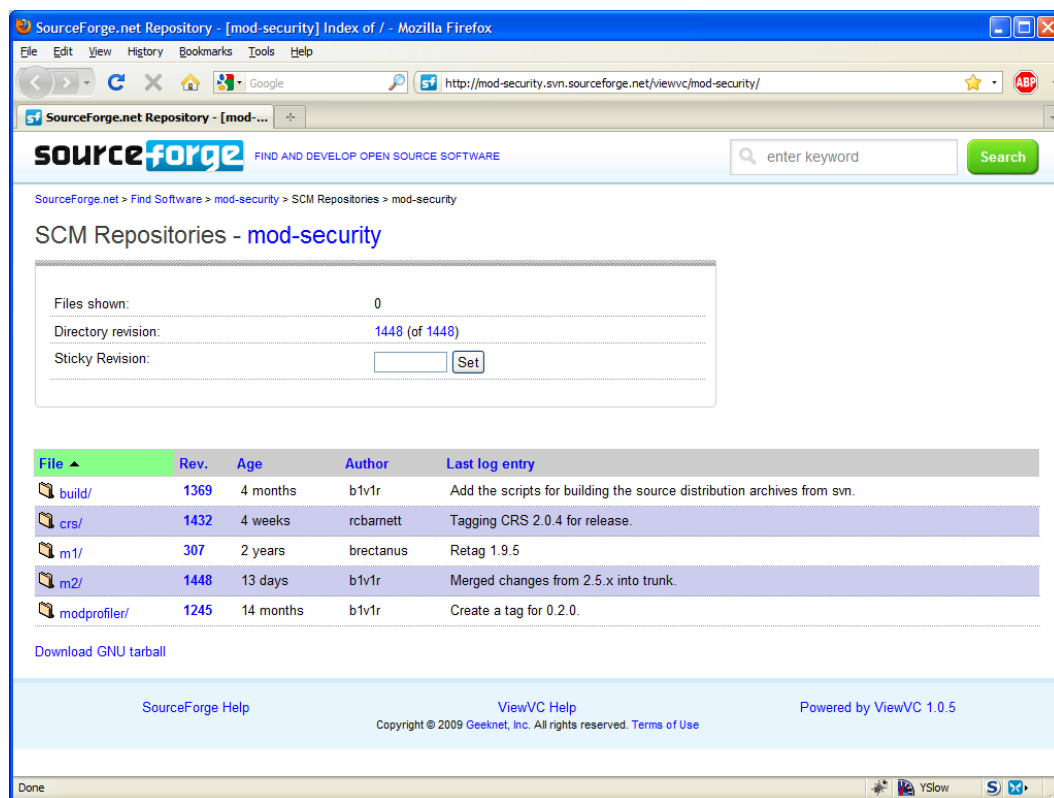 SourceForge.net Repository - [mod-security] Index of / - Mozilla Firefox
File Edit View History Bookmarks Tools Help
Google http://mod-security.svn.sourceforge.net/viewvc/mod-security/ ABP
sf SourceForge.net Repository - [mod-...
sourceforge FIND AND DEVELOP OPEN SOURCE SOFTWARE enter keyword Search
SourceForge.net > Find Software > mod-security > SCM Repositories > mod-security
SCM Repositories - mod-security
Files shown: 0
Directory revision: 1448 (of 1448)
Sticky Revision: Set
File Rev. Age Author Last log entry
build/ 1369 4 months b1v1r Add the scripts for building the source distribution archives from svn.
crs/ 1432 4 weeks rcbarnett Tagging CRS 2.0.4 for release.
m1/ 307 2 years brectanus Retag 1.9.5
m2/ 1448 13 days b1v1r Merged changes from 2.5.x into trunk.
modprofiler/ 1245 14 months b1v1r Create a tag for 0.2.0.
Download GNU tarball
SourceForge Help ViewVC Help Powered by ViewVC 1.0.5
Copyright © 2009 Geeknet, Inc. All rights reserved. Terms of Use
Done YSlow S